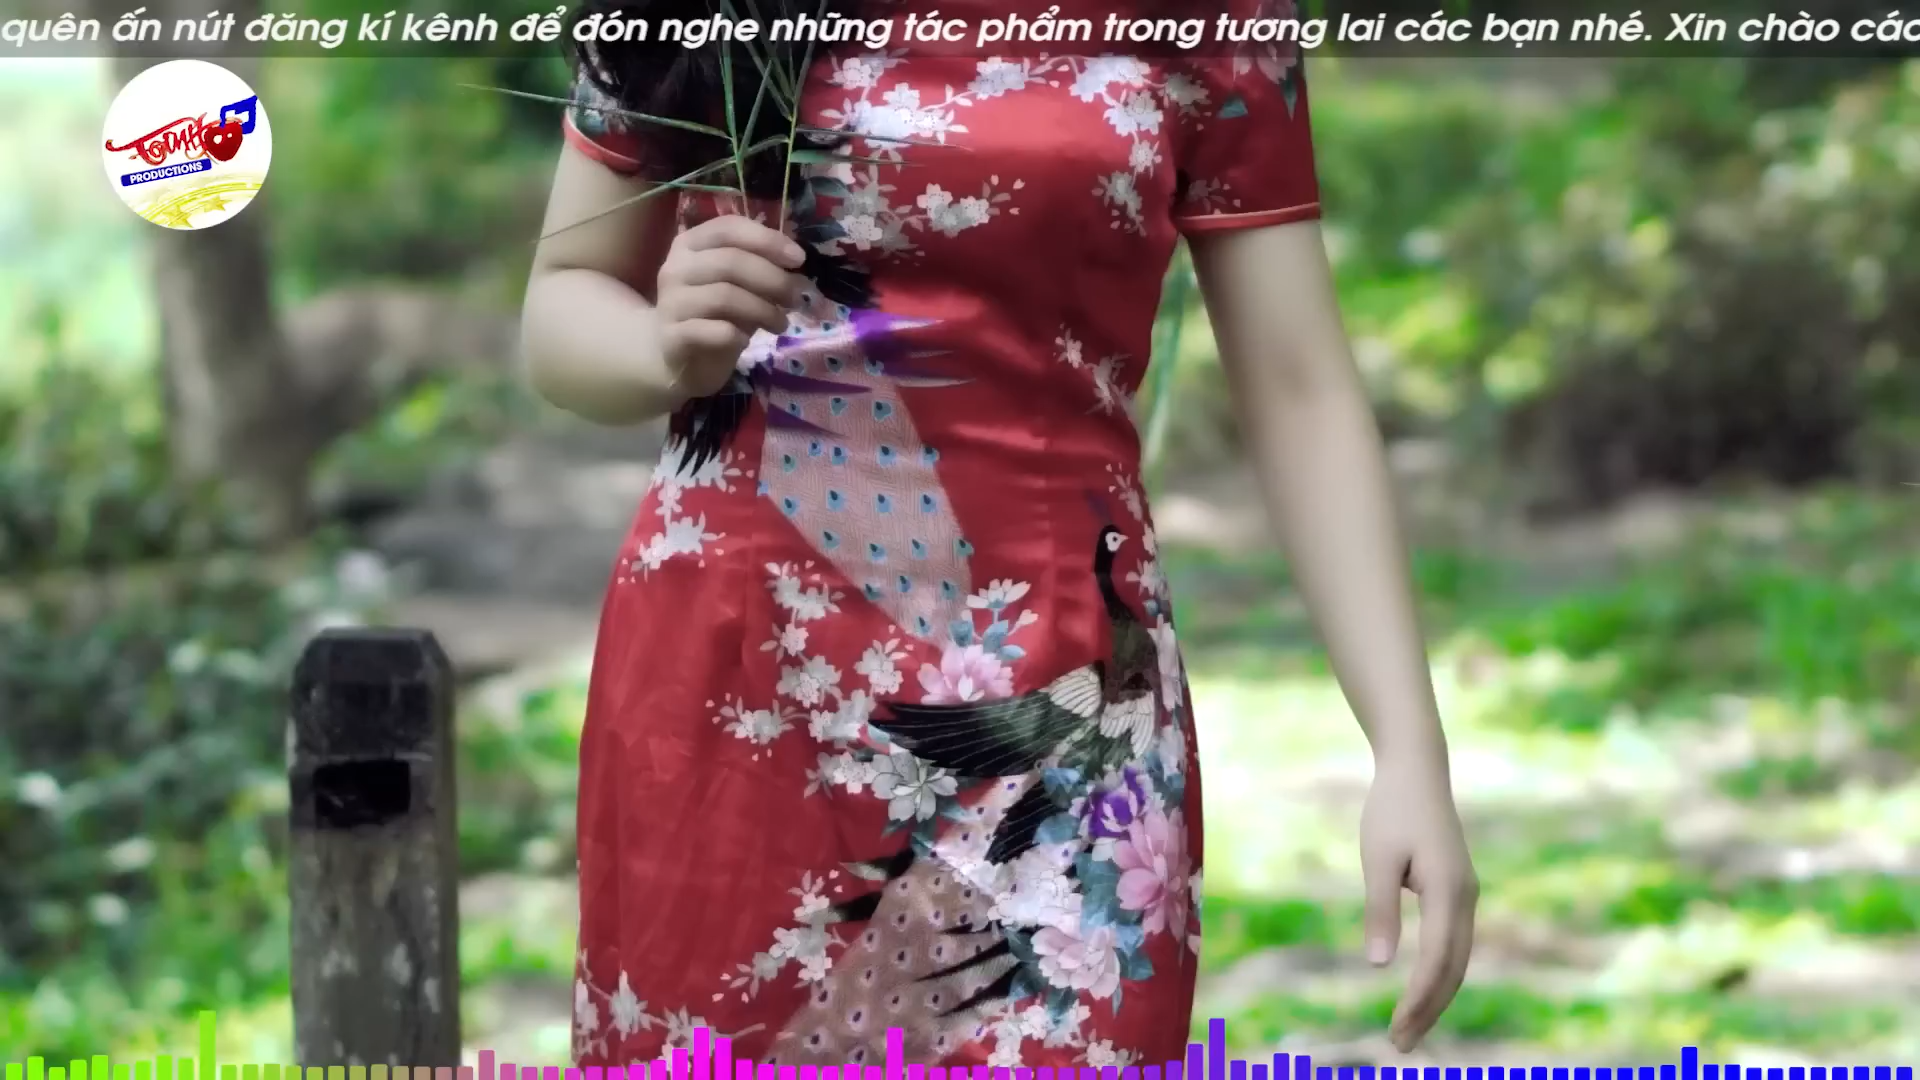 quên ấn nút đăng kí kênh để đón nghe những tác phẩm trong tương lai các bạn nhé. Xin chào các
PRODUCTIONS